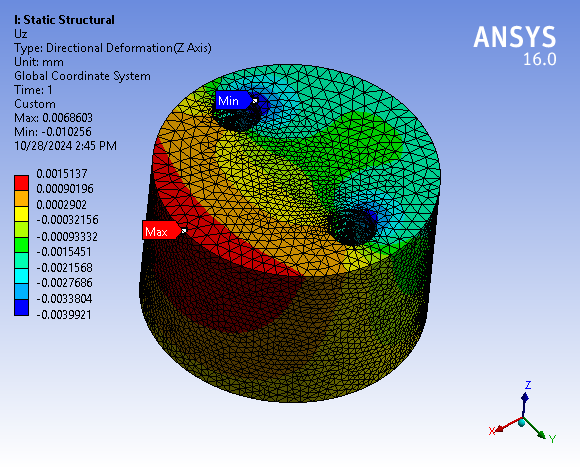 I: Static Structural
Uz
Type: Directional Deformation(Z Axis)
Unit: mm
Global Coordinate System
Time: 1
Custom
Max: 0.0068603
Min: -0.010256
10/28/2024 2:45 PM
ANSYS
16.0
0.0015137
0.00090196
0.0002902
-0.00032156
-0.00093332
-0.0015451
-0.0021568
-0.0027686
-0.0033804
-0.0039921
Min
Max
Z
X
Y